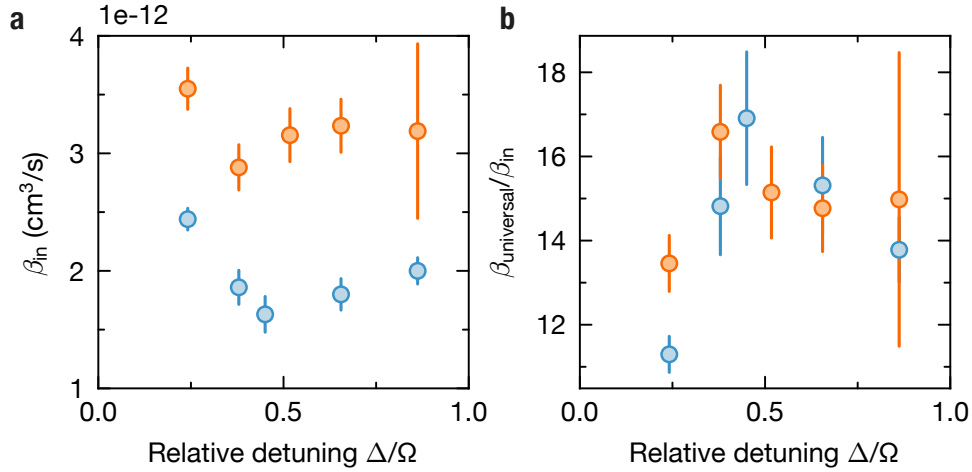 a
1e-12
4
3
2
1
β_in (cm³/s)
0.0
0.5
1.0
Relative detuning Δ/Ω
b
18
16
14
12
β_universal/β_in
0.0
0.5
1.0
Relative detuning Δ/Ω